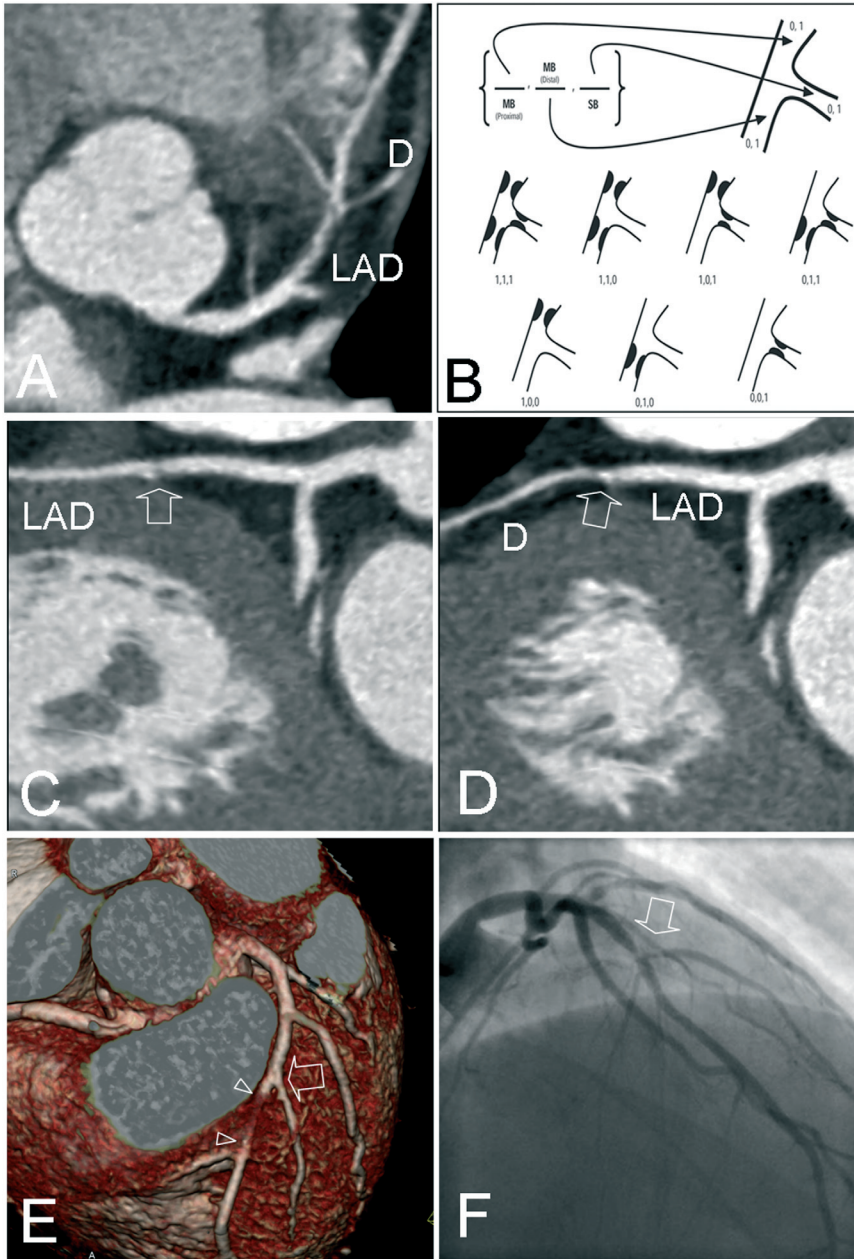 D
LAD
A
0, 1
MB
(Distal)
MB
(Proximal)
SB
0, 1
0, 1
1,1,1
1,1,0
1,0,1
0,1,1
1,0,0
0,1,0
0,0,1
B
LAD
C
LAD
D
D
E
A
F